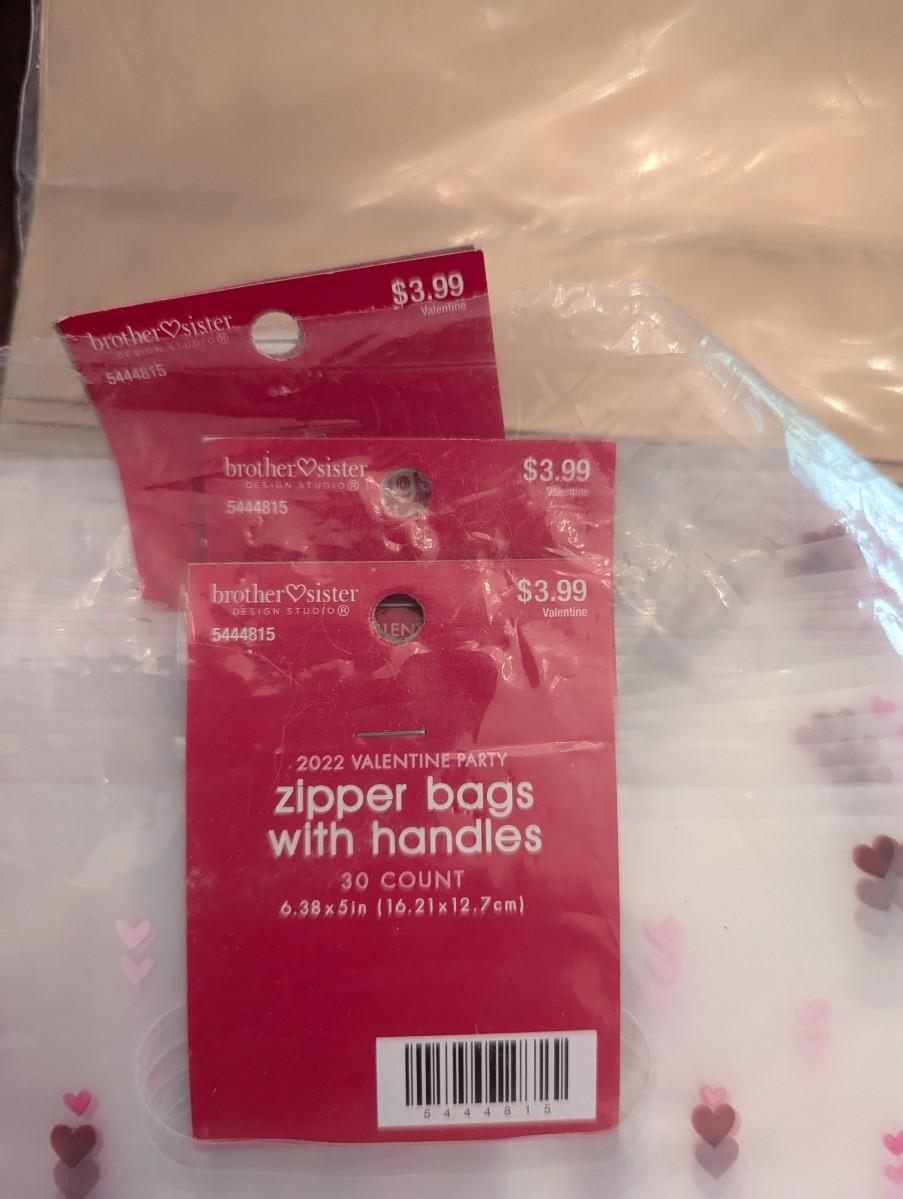 $3.99
Valentine
brother♡sister
DESIGN STUDIO®
5444815
brother♡sister
DESIGN STUDIO®
5444815
$3.99
Valentine
brother♡sister
DESIGN STUDIO®
5444815
$3.99
Valentine
LEN
2022 VALENTINE PARTY
zipper bags
with handles
30 COUNT
6.38x5in (16.21x12.7cm)
5444815